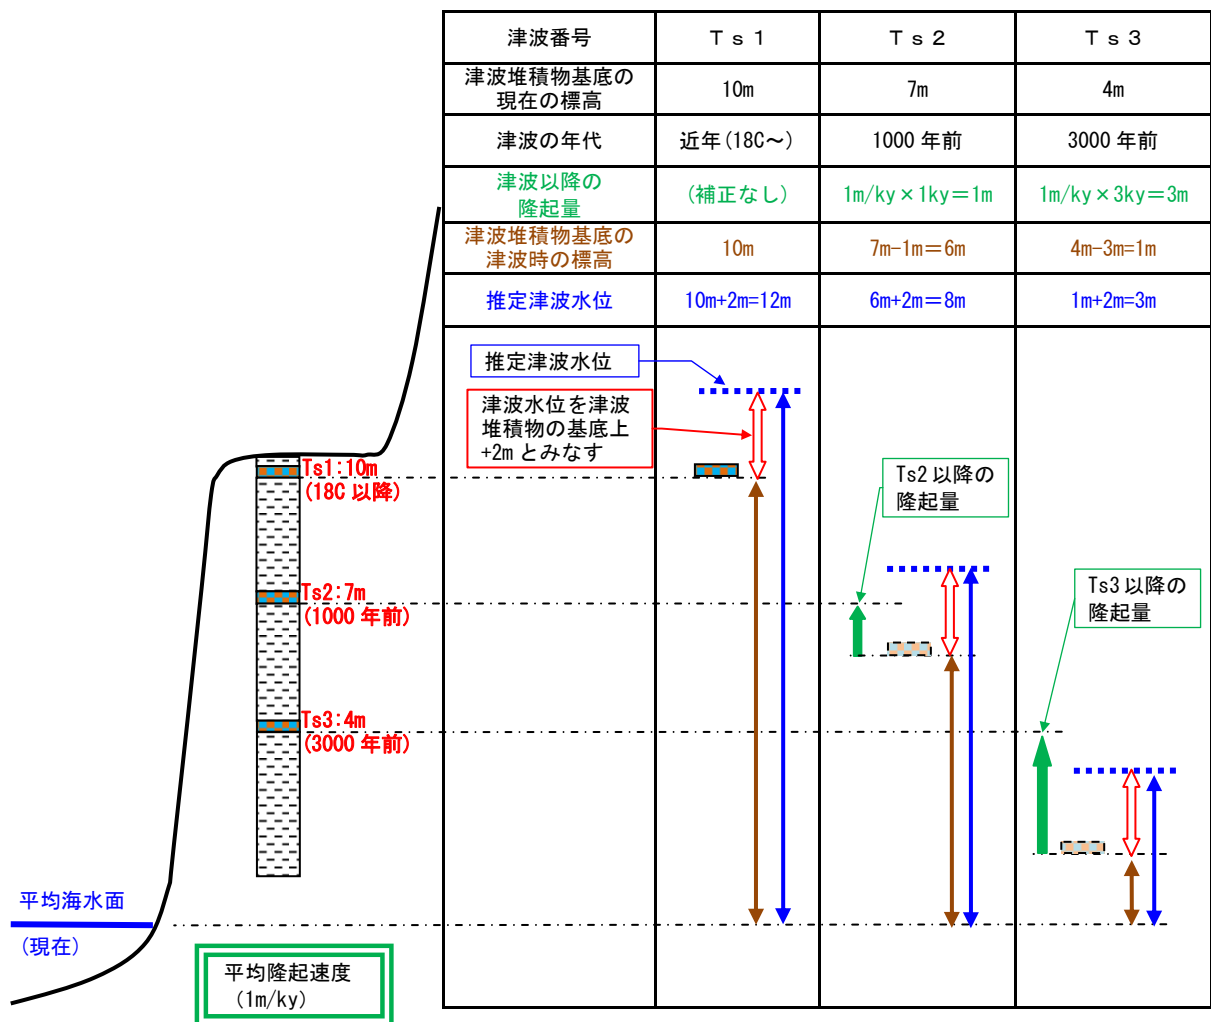 津波番号 Ｔｓ１ Ｔｓ２ Ｔｓ３
津波堆積物基底の
現在の標高 10m 7m 4m
津波の年代 近年(18C～) 1000 年前 3000 年前
津波以降の
隆起量 (補正なし) 1m/ky×1ky＝1m 1m/ky×3ky＝3m
津波堆積物基底の
津波時の標高 10m 7m-1m＝6m 4m-3m=1m
推定津波水位 10m+2m=12m 6m+2m＝8m 1m+2m=3m
推定津波水位
津波水位を津波
堆積物の基底上
+2m とみなす
Ts1:10m
(18C 以降)
Ts2 以降の
隆起量
Ts2:7m
(1000 年前)
Ts3 以降の
隆起量
Ts3:4m
(3000 年前)
平均海水面
(現在)
平均隆起速度
(1m/ky)